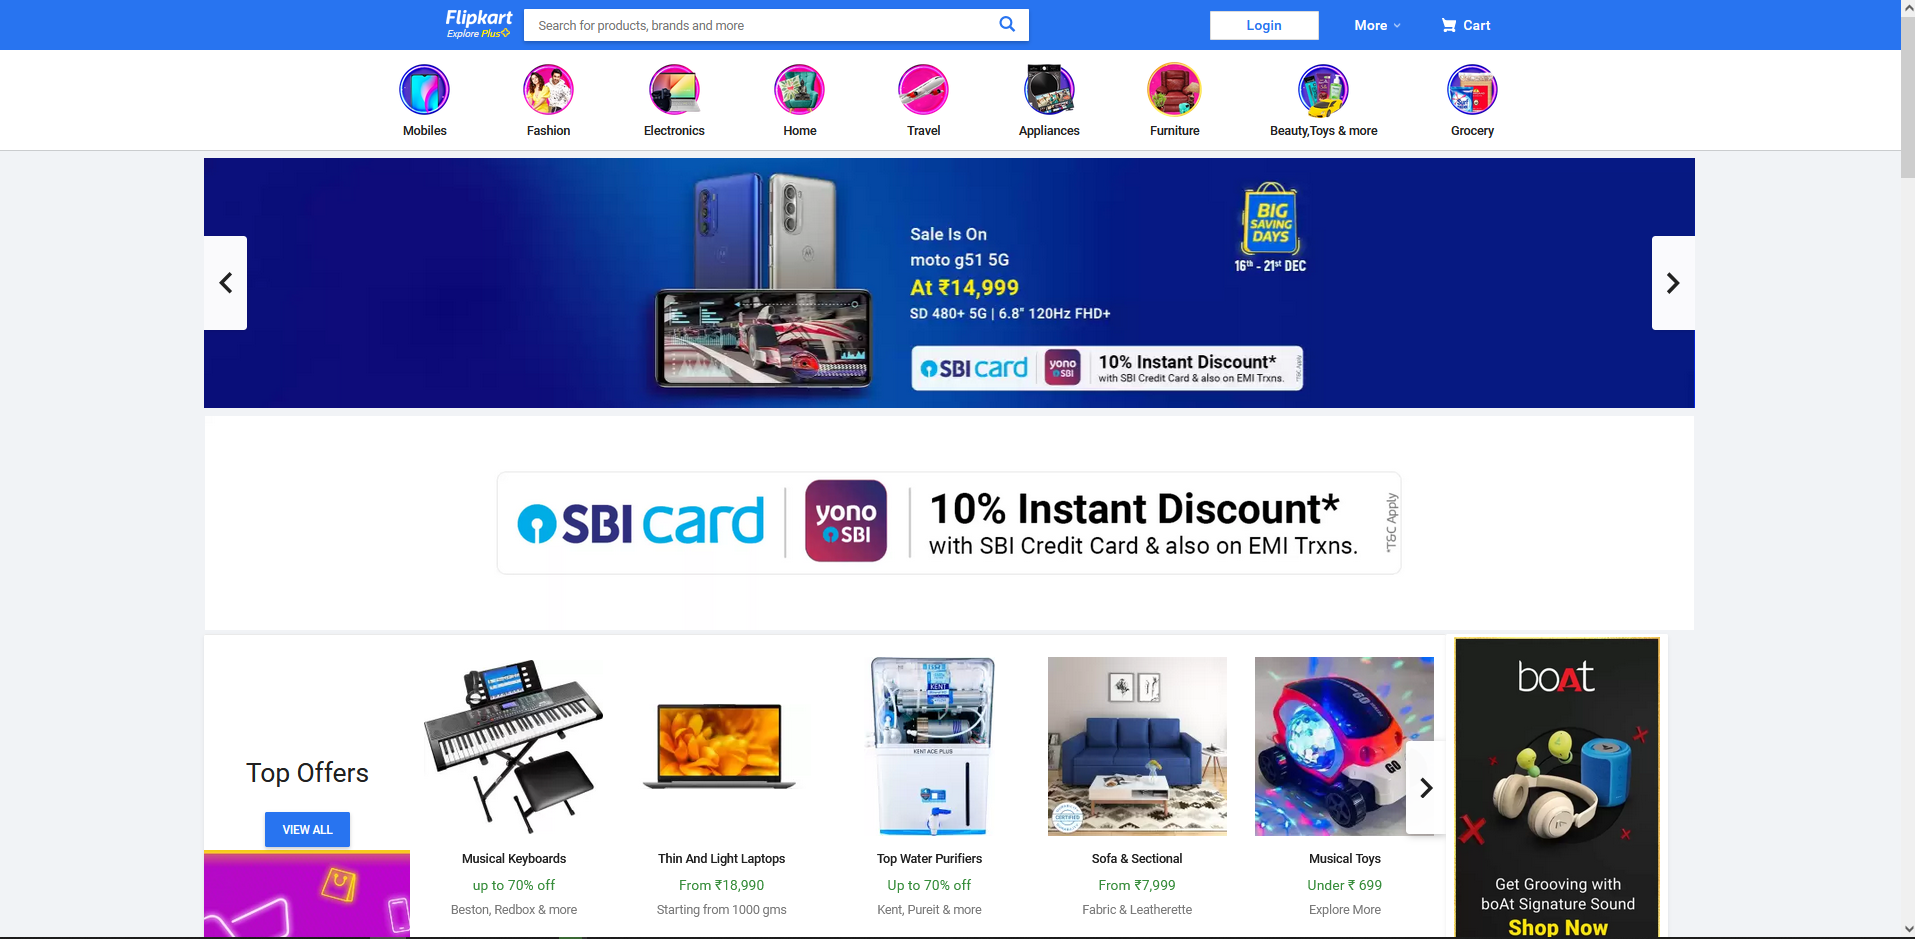 Flipkart
Explore Plus
Search for products, brands and more
Login
More
Cart
Mobiles
Fashion
Electronics
Home
Travel
Appliances
Furniture
Beauty,Toys & more
Grocery
Sale Is On
moto g51 5G
At ₹14,999
SD 480+ 5G | 6.8" 120Hz FHD+
BIG
SAVING
DAYS
16th - 21st DEC
SBI card
yono
SBI
10% Instant Discount*
with SBI Credit Card & also on EMI Trxns.
*T&C Apply
SBI card
yono
SBI
10% Instant Discount*
with SBI Credit Card & also on EMI Trxns.
*T&C Apply
Top Offers
VIEW ALL
KENT
KENT ACE PLUS
CERTIFIED
GO
GO
Musical Keyboards
up to 70% off
Beston, Redbox & more
Thin And Light Laptops
From ₹18,990
Starting from 1000 gms
Top Water Purifiers
Up to 70% off
Kent, Pureit & more
Sofa & Sectional
From ₹7,999
Fabric & Leatherette
Musical Toys
Under ₹ 699
Explore More
boAt
Get Grooving with
boAt Signature Sound
Shop Now